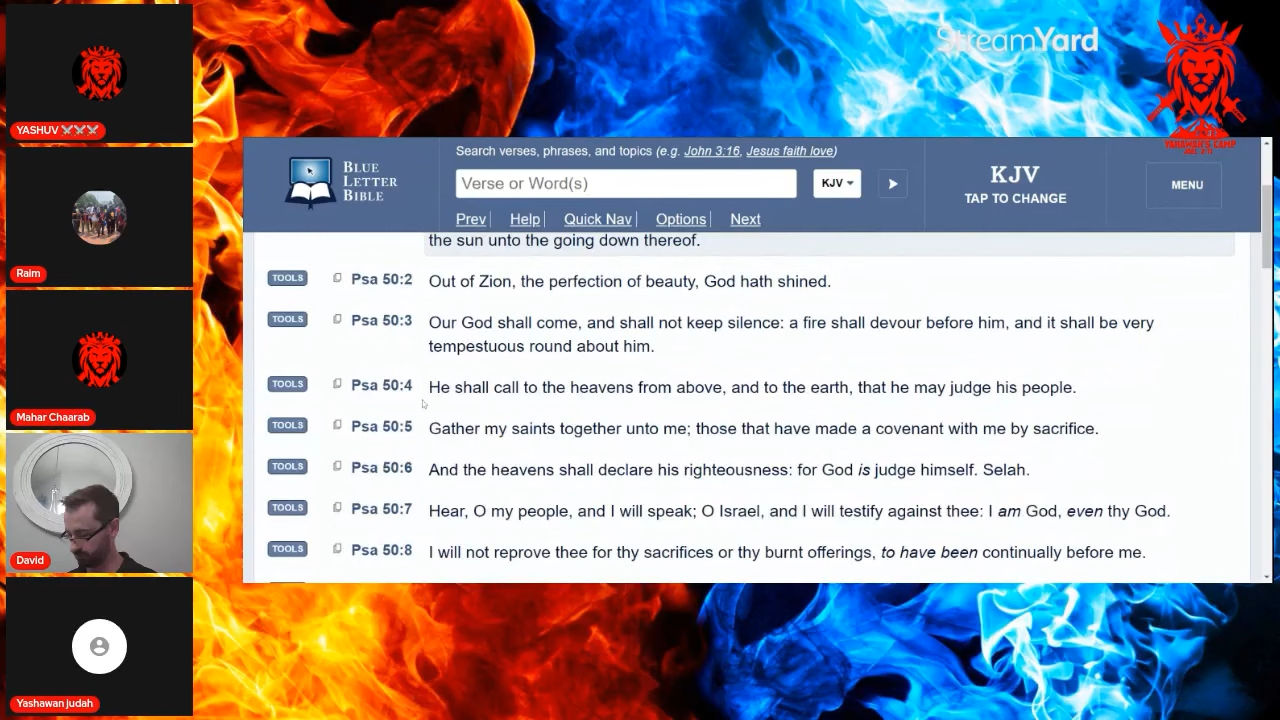 StreamYard
YASHUV
Raim
Mahar Chaarab
David
Yashawan judah
YAHAWAH'S CAMP
BLUE
LETTER
BIBLE
Search verses, phrases, and topics (e.g. John 3:16, Jesus faith love)
Verse or Word(s)
KJV
KJV
TAP TO CHANGE
MENU
Prev| Help| Quick Nav| Options| Next
the sun unto the going down thereof.
TOOLS Psa 50:2 Out of Zion, the perfection of beauty, God hath shined.
TOOLS Psa 50:3 Our God shall come, and shall not keep silence: a fire shall devour before him, and it shall be very
tempestuous round about him.
TOOLS Psa 50:4 He shall call to the heavens from above, and to the earth, that he may judge his people.
TOOLS Psa 50:5 Gather my saints together unto me; those that have made a covenant with me by sacrifice.
TOOLS Psa 50:6 And the heavens shall declare his righteousness: for God is judge himself. Selah.
TOOLS Psa 50:7 Hear, O my people, and I will speak; O Israel, and I will testify against thee: I am God, even thy God.
TOOLS Psa 50:8 I will not reprove thee for thy sacrifices or thy burnt offerings, to have been continually before me.